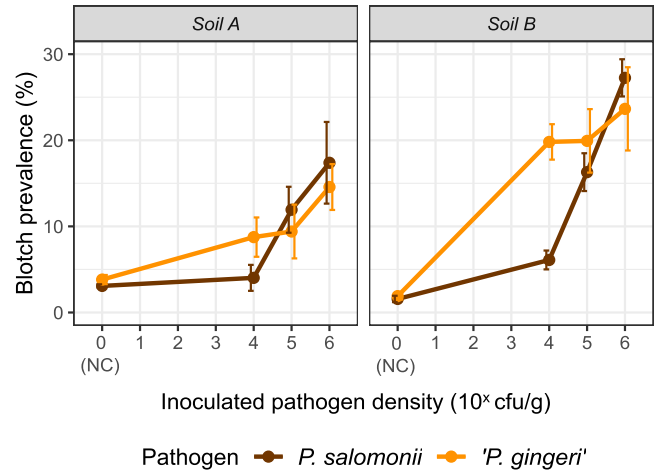 Soil A
Soil B
Blotch prevalence (%)
30
20
10
0
0 1 2 3 4 5 6
(NC)
0 1 2 3 4 5 6
(NC)
Inoculated pathogen density (10ˣ cfu/g)
Pathogen P. salomonii 'P. gingeri'